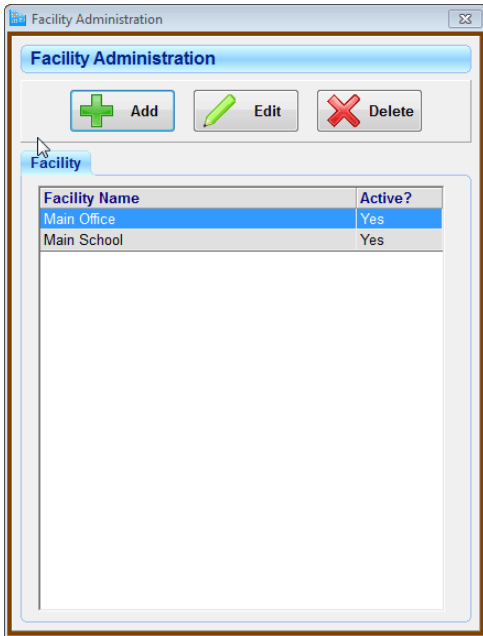 Facility Administration
Facility Administration
Add Edit Delete
Facility
Facility Name Active?
Main Office Yes
Main School Yes